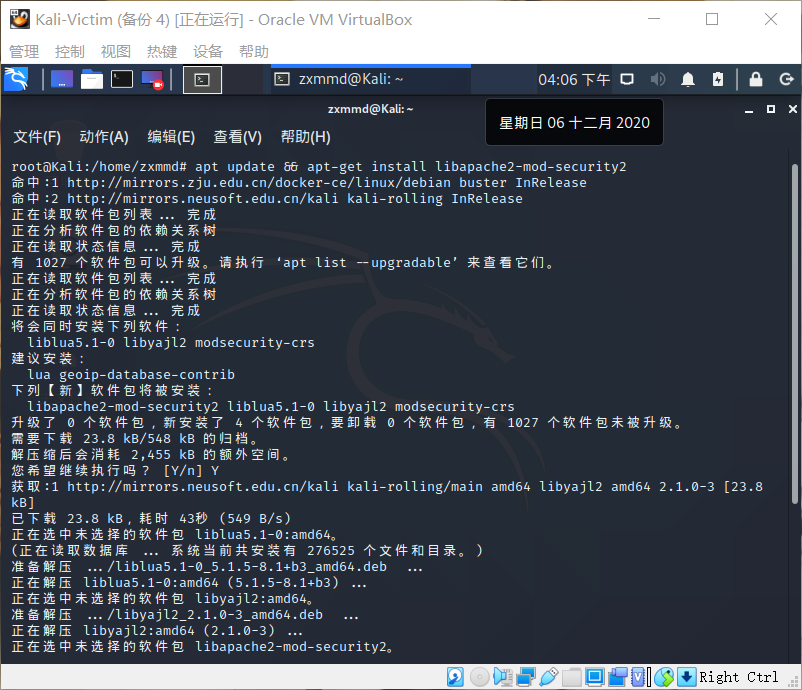 Kali-Victim (备份 4) [正在运行] - Oracle VM VirtualBox
管理 控制 视图 热键 设备 帮助
zxmmd@Kali: ~ 04:06 下午
zxmmd@Kali: ~
星期日 06 十二月 2020
文件(F) 动作(A) 编辑(E) 查看(V) 帮助(H)
root@Kali:/home/zxmmd# apt update && apt-get install libapache2-mod-security2
命中:1 http://mirrors.zju.edu.cn/docker-ce/linux/debian buster InRelease
命中:2 http://mirrors.neusoft.edu.cn/kali kali-rolling InRelease
正在读取软件包列表... 完成
正在分析软件包的依赖关系树
正在读取状态信息... 完成
有 1027 个软件包可以升级。请执行 ‘apt list --upgradable’ 来查看它们。
正在读取软件包列表... 完成
正在分析软件包的依赖关系树
正在读取状态信息... 完成
将会同时安装下列软件：
liblua5.1-0 libyajl2 modsecurity-crs
建议安装：
lua geoip-database-contrib
下列【新】软件包将被安装：
libapache2-mod-security2 liblua5.1-0 libyajl2 modsecurity-crs
升级了 0 个软件包，新安装了 4 个软件包，要卸载 0 个软件包，有 1027 个软件包未被升级。
需要下载 23.8 kB/548 kB 的归档。
解压缩后会消耗 2,455 kB 的额外空间。
您希望继续执行吗？ [Y/n] Y
获取:1 http://mirrors.neusoft.edu.cn/kali kali-rolling/main amd64 libyajl2 amd64 2.1.0-3 [23.8
kB]
已下载 23.8 kB，耗时 43秒 (549 B/s)
正在选中未选择的软件包 liblua5.1-0:amd64。
(正在读取数据库 ... 系统当前共安装有 276525 个文件和目录。)
准备解压 .../liblua5.1-0_5.1.5-8.1+b3_amd64.deb ...
正在解压 liblua5.1-0:amd64 (5.1.5-8.1+b3) ...
正在选中未选择的软件包 libyajl2:amd64。
准备解压 .../libyajl2_2.1.0-3_amd64.deb ...
正在解压 libyajl2:amd64 (2.1.0-3) ...
正在选中未选择的软件包 libapache2-mod-security2。
Right Ctrl